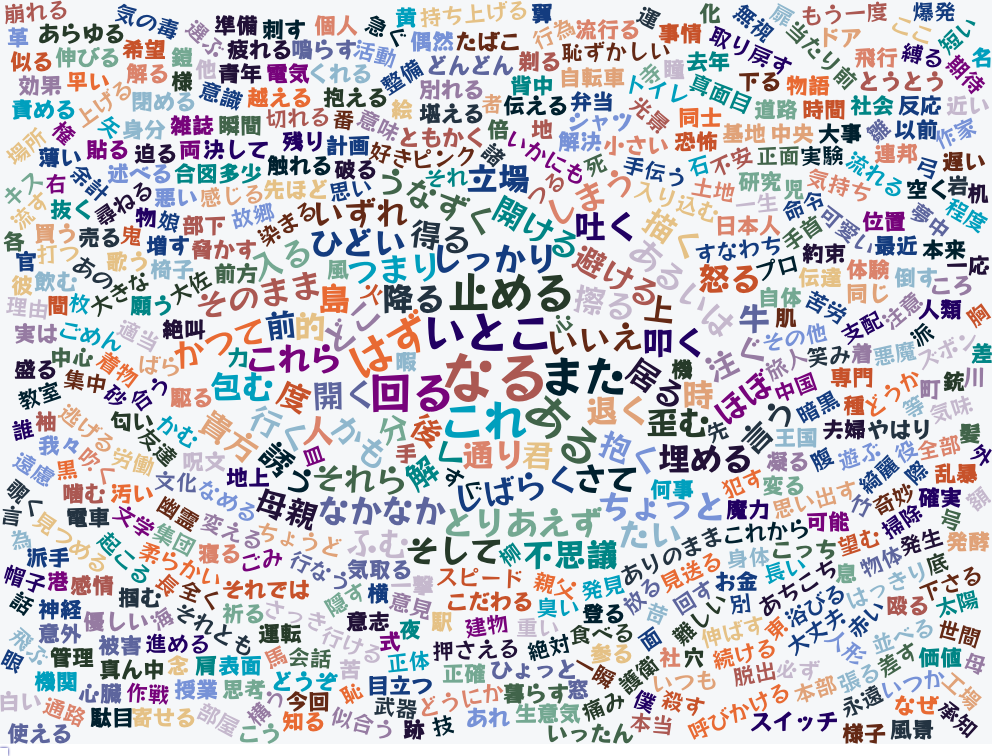 崩れる 気の毒 準備 刺す 個人 急ぐ 黄 持ち上げる 翼 運 化 無視 扉 もう一度 爆発 短い
革 あらゆる 選ぶ 疲れる 鳴らす 活動 偶然 たばこ 行為 流行る 事情 取り戻す 当たり前 ドア ここ 名
似る 伸びる 希望 鎧 他 青年 電気 くれる 整備 どんどん 剃る 恥ずかしい 寺 瞳 去年 飛行 縛る 期待
効果 早い 解る 様 意識 越える 抱える 別れる 背中 自転車 トイレ 真面目 下る 物語 とうとう
責める 上げる 閉める 絵 堪える 者 伝える 弁当 光景 同士 道路 時間 社会 反応 近い
場所 権 矢 身分 雑誌 瞬間 切れる 番 意味 ともかく 倍 地 シャツ 解決 小さい 恐怖 基地 中央 大事 誰 以前 作家
薄い 貼る 迫る 両 決して 残り 計画 好き ピンク 諸 いかにも 死 手伝う 石 不安 正面 実験 流れる 連邦 弓 遅い
キス 右 余計 述べる 合図 多少 触れる 破る うなずく それ 立場 つる しまう 入り込む 土地 研究 児 気持ち 空く 岩 机
流す 抜く 尋ねる 悪い 感じる 先ほど 思い いずれ 開ける 吐く 描く 一生 命令 可愛い 夢中 程度
各 買う 売る 鬼 物 娘 部下 故郷 染まる ひどい 得る しっかり 避ける ある 日本人 手首 位置
官 打つ 歌う 増す 脅かす 入る 風 つまり 怒る すなわち プロ 約束 最近 本来 一応
彼 飲む あの 大きな 椅子 大佐 前方 そのまま 島 火 降る 止める 擦る 上 あるいは 自体 伝達 体験 同じ 倒す ころ
理由 間 枚 願う 絶叫 かつて 前 的 どし はず いとこ 心 いいえ 叩く 牛 肌 苦労 支配 注意 人類 胸
実は ごめん 適当 ばら 力 これら 暇 なる また 機 注ぐ その他 旅人 笑み 着 悪魔 派 ズボン 差
盛る 中心 着物 殴る 包む 度 開く 回る 居る 時 ほぼ 中国 専門 どうか 町 銃 川
教室 集中 砂 合う これ ある 退く 歪む 先 言う 暗黒 種 等 気味
誰 袖 逃げる 匂い 友達 かむ 貴方 行く 人 かも 分 後 抱く 王国 夫婦 やはり 髪
我々 労働 呪文 誘う 目 手 解く 通り 君 埋める 凝る 腹 遊ぶ 綺麗 役 際 全部 外
遠慮 黒 吹く 地上 それら す じばらく さて 何事 犯す 変る 思い出す 行 奇妙 確実 乱暴 額
覗く 噛む 汚い 文化 なめる 母親 なかなか ちょっと 魔力 これから 可能 掃除 号
言 見つめる 電車 文学 幽霊 変える ちょうど とりあえず たい ありのまま こっち 望む 物体 発生 発酵
為 派手 起こる 集団 柔らかい 寝る ごみ 行なう ふむ そして 青 不思議 身体 長い 息 はっきり 底
帽子 港 感情 掴む 長 全く それでは 気取る 隠す 横 一撃 スピード 親父 発見 放る 見送る お金 あちこち 浴びる 殴る 下さる
話 神経 優しい 海 それとも 祈る さっき 意見 駅 こだわる 臭い 登る 昔 回す 別 大丈夫 赤い 太陽
飛ぶ 意外 被害 進める 運転 行ける 意志 式 夜 建物 重い 食べる 面 難しい 伸ばす 東 並べる 世間
眼 管理 真ん中 念 肩 表面 馬 会話 苦 正体 押さえる 絶対 参る 一瞬 護衛 社 穴 続ける 脱出 必ず 差す 価値 母
機関 心臓 作戦 授業 思考 どうぞ 恥 目立つ 正確 ひょっと 暮らす 窓 いつも 本部 張る 永遠 いつか 工場
白い 通路 駄目 寄せる 部屋 横 今回 武器 どうにか 痛み 僕 殺す 呼びかける なぜ 承知
使える こう 知る 似合う 跡 技 あれ 生意気 いったん 本当 スイッチ 様子 風景